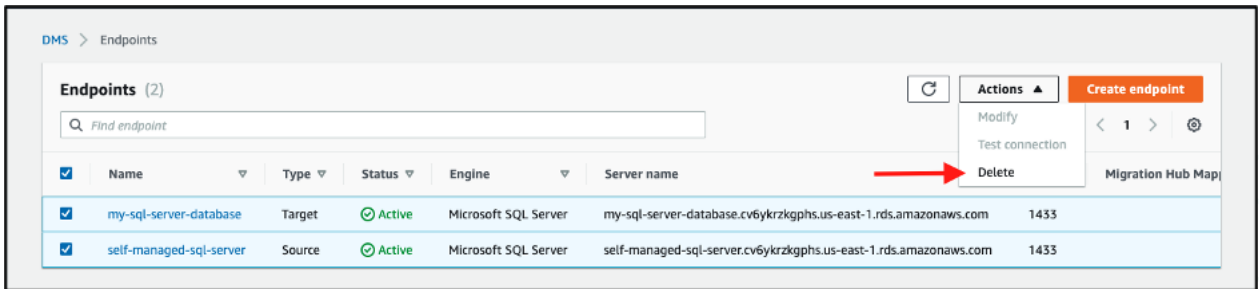 DMS > Endpoints
Endpoints (2)
Actions
Create endpoint
Find endpoint
Modify
< 1 >
Test connection
Delete
Name Type Status Engine Server name Migration Hub Map
my-sql-server-database Target Active Microsoft SQL Server my-sql-server-database.cv6ykrzkgphs.us-east-1.rds.amazonaws.com 1433
self-managed-sql-server Source Active Microsoft SQL Server self-managed-sql-server.cv6ykrzkgphs.us-east-1.rds.amazonaws.com 1433